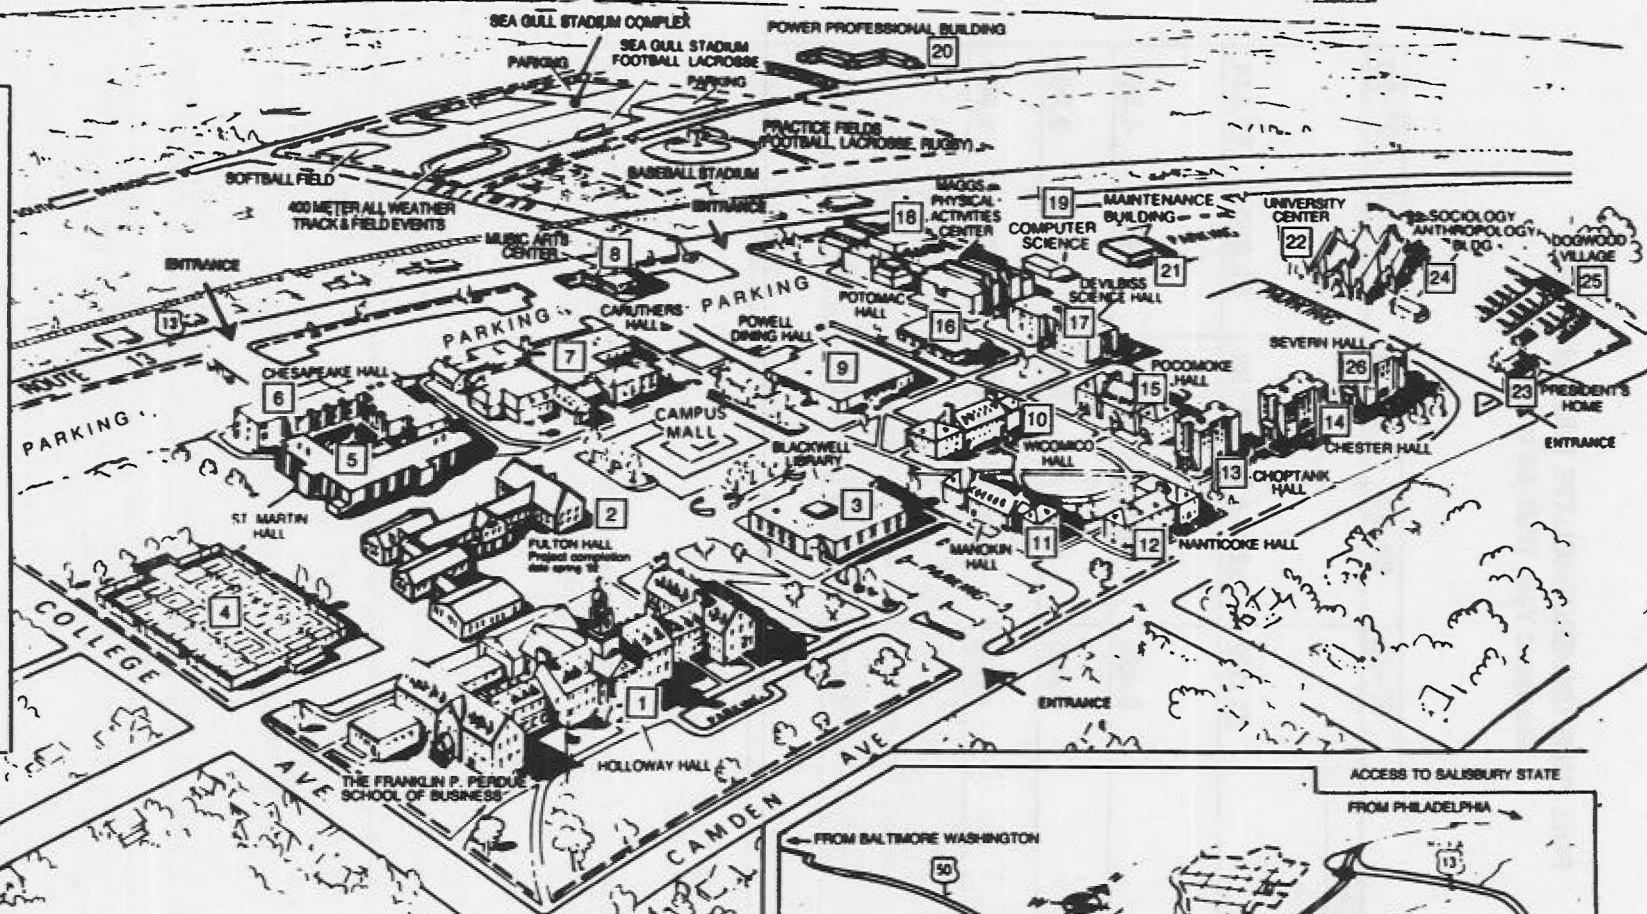 SEA GULL STADIUM COMPLEX
SEA GULL STADIUM
FOOTBALL LACROSSE
PARKING
PARKING
POWER PROFESSIONAL BUILDING
20
PRACTICE FIELDS
(FOOTBALL, LACROSSE, RUGBY)
BASEBALL STADIUM
SOFTBALL FIELD
400 METER ALL WEATHER
TRACK & FIELD EVENTS
ENTRANCE
MUSIC ARTS
CENTER
8
ENTRANCE
13
ROUTE 13
PARKING
18
MAGGS
PHYSICAL
ACTIVITIES
CENTER
19
COMPUTER
SCIENCE
MAINTENANCE
BUILDING
21
UNIVERSITY
CENTER
22
SOCIOLOGY
ANTHROPOLOGY
BLDG
24
DOGWOOD
VILLAGE
25
PARKING
PARKING
CARUTHERS
HALL
7
POWELL
DINING HALL
9
POTOMAC
HALL
16
DEVILBISS
SCIENCE HALL
17
PARKING
SEVERN HALL
26
23
PRESIDENT'S
HOME
ENTRANCE
CHESAPEAKE HALL
6
5
ST. MARTIN
HALL
CAMPUS
MALL
BLACKWELL
LIBRARY
3
10
WICOMICO
HALL
POCOMOKE
HALL
15
14
CHESTER HALL
13
CHOPTANK
HALL
2
FULTON HALL
Project completion
date spring
MANOKIN
HALL
11
12
NANTICOKE HALL
PARKING
4
COLLEGE
AVE
1
PARKING
HOLLOWAY HALL
THE FRANKLIN P. PERDUE
SCHOOL OF BUSINESS
CAMDEN AVE
ENTRANCE
ACCESS TO SALISBURY STATE
FROM PHILADELPHIA
FROM BALTIMORE WASHINGTON
50
13